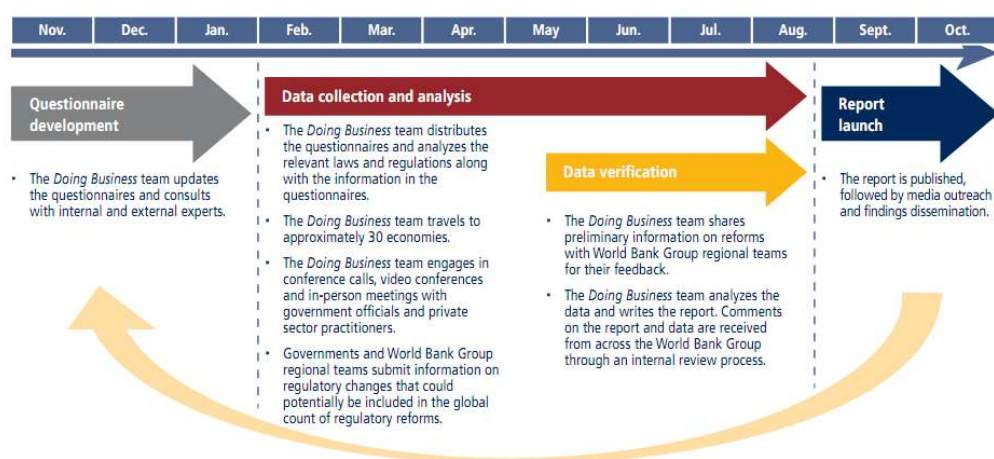 Nov. Dec. Jan. Feb. Mar. Apr. May Jun. Jul. Aug. Sept. Oct.
Questionnaire
development
• The Doing Business team updates
the questionnaires and consults
with internal and external experts.
Data collection and analysis
• The Doing Business team distributes
the questionnaires and analyzes the
relevant laws and regulations along
with the information in the
questionnaires.
• The Doing Business team travels to
approximately 30 economies.
• The Doing Business team engages in
conference calls, video conferences
and in-person meetings with
government officials and private
sector practitioners.
• Governments and World Bank Group
regional teams submit information on
regulatory changes that could
potentially be included in the global
count of regulatory reforms.
Data verification
• The Doing Business team shares
preliminary information on reforms
with World Bank Group regional teams
for their feedback.
• The Doing Business team analyzes the
data and writes the report. Comments
on the report and data are received
from across the World Bank Group
through an internal review process.
Report
launch
• The report is published,
followed by media outreach
and findings dissemination.